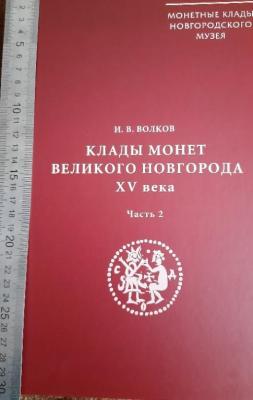 МОНЕТНЫЕ КЛАДЫ
НОВГОРОДСКОГО
МУЗЕЯ
И. В. ВОЛКОВ
КЛАДЫ МОНЕТ
ВЕЛИКОГО НОВГОРОДА
XV века
Часть 2